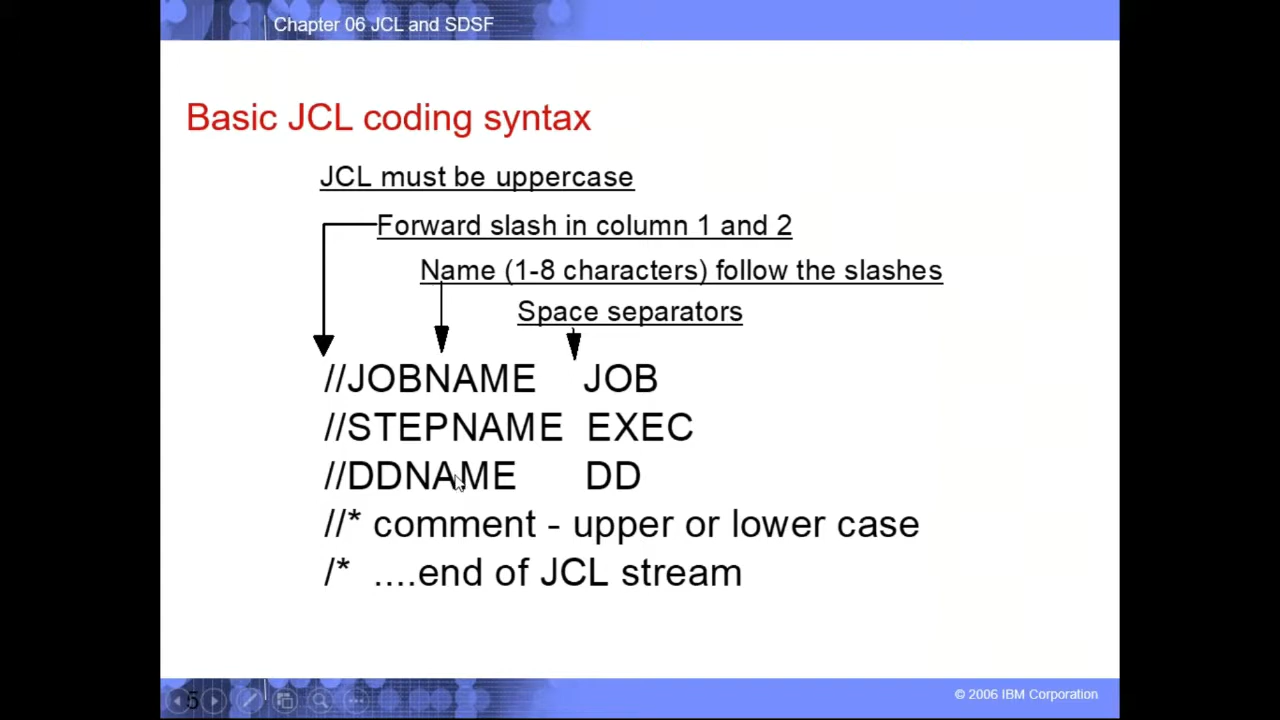 Chapter 06 JCL and SDSF
Basic JCL coding syntax
JCL must be uppercase
Forward slash in column 1 and 2
Name (1-8 characters) follow the slashes
Space separators
//JOBNAME JOB
//STEPNAME EXEC
//DDNAME DD
//* comment - upper or lower case
/* ....end of JCL stream
5
© 2006 IBM Corporation